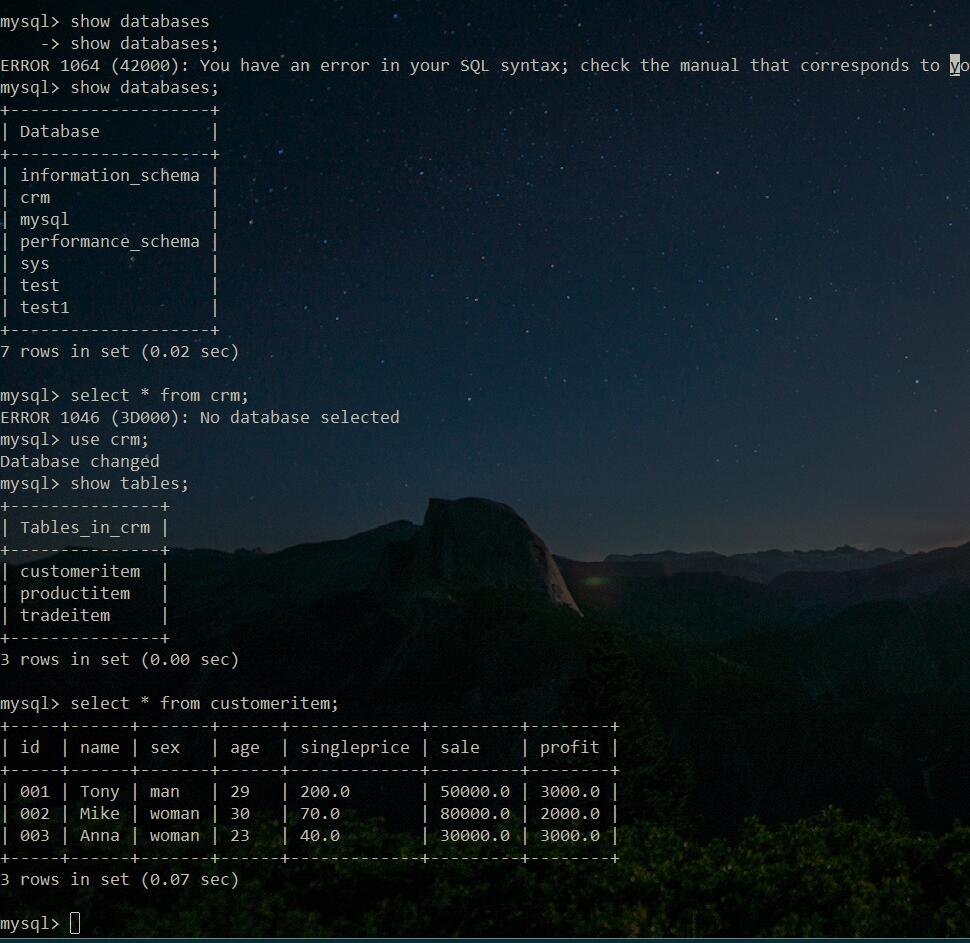 mysql> show databases
    -> show databases;
ERROR 1064 (42000): You have an error in your SQL syntax; check the manual that corresponds to yo
mysql> show databases;
+--------------------+
| Database           |
+--------------------+
| information_schema |
| crm                |
| mysql              |
| performance_schema |
| sys                |
| test               |
| test1              |
+--------------------+
7 rows in set (0.02 sec)

mysql> select * from crm;
ERROR 1046 (3D000): No database selected
mysql> use crm;
Database changed
mysql> show tables;
+---------------+
| Tables_in_crm |
+---------------+
| customeritem  |
| productitem   |
| tradeitem     |
+---------------+
3 rows in set (0.00 sec)

mysql> select * from customeritem;
+-----+------+-------+------+-------------+---------+--------+
| id  | name | sex   | age  | singleprice | sale    | profit |
+-----+------+-------+------+-------------+---------+--------+
| 001 | Tony | man   | 29   | 200.0       | 50000.0 | 3000.0 |
| 002 | Mike | woman | 30   | 70.0        | 80000.0 | 2000.0 |
| 003 | Anna | woman | 23   | 40.0        | 30000.0 | 3000.0 |
+-----+------+-------+------+-------------+---------+--------+
3 rows in set (0.07 sec)

mysql>